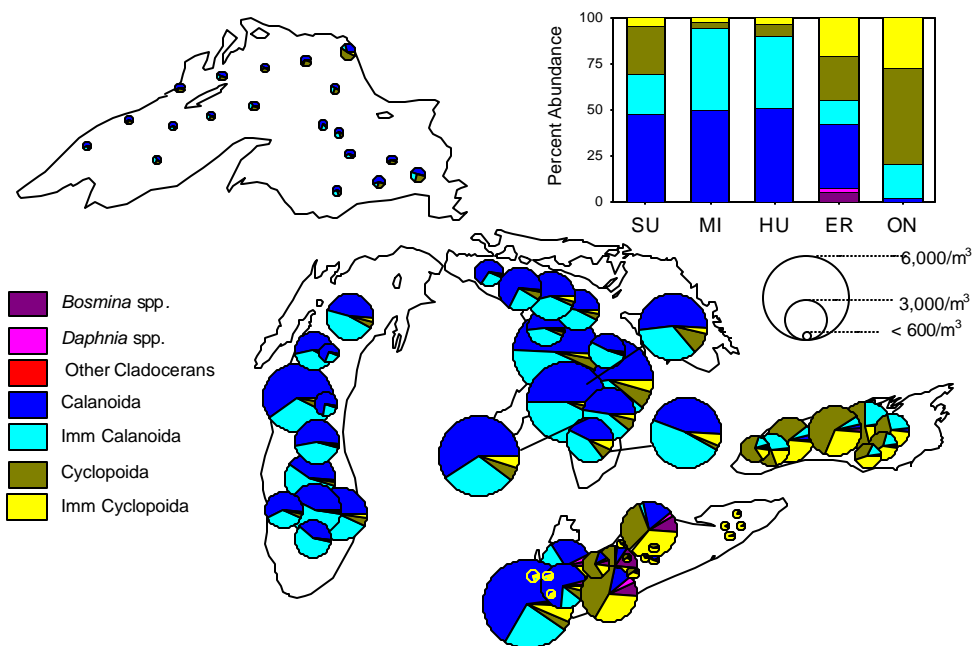 Percent Abundance
100
75
50
25
0
SU MI HU ER ON
6,000/m³
3,000/m³
< 600/m³
Bosmina spp.
Daphnia spp.
Other Cladocerans
Calanoida
Imm Calanoida
Cyclopoida
Imm Cyclopoida